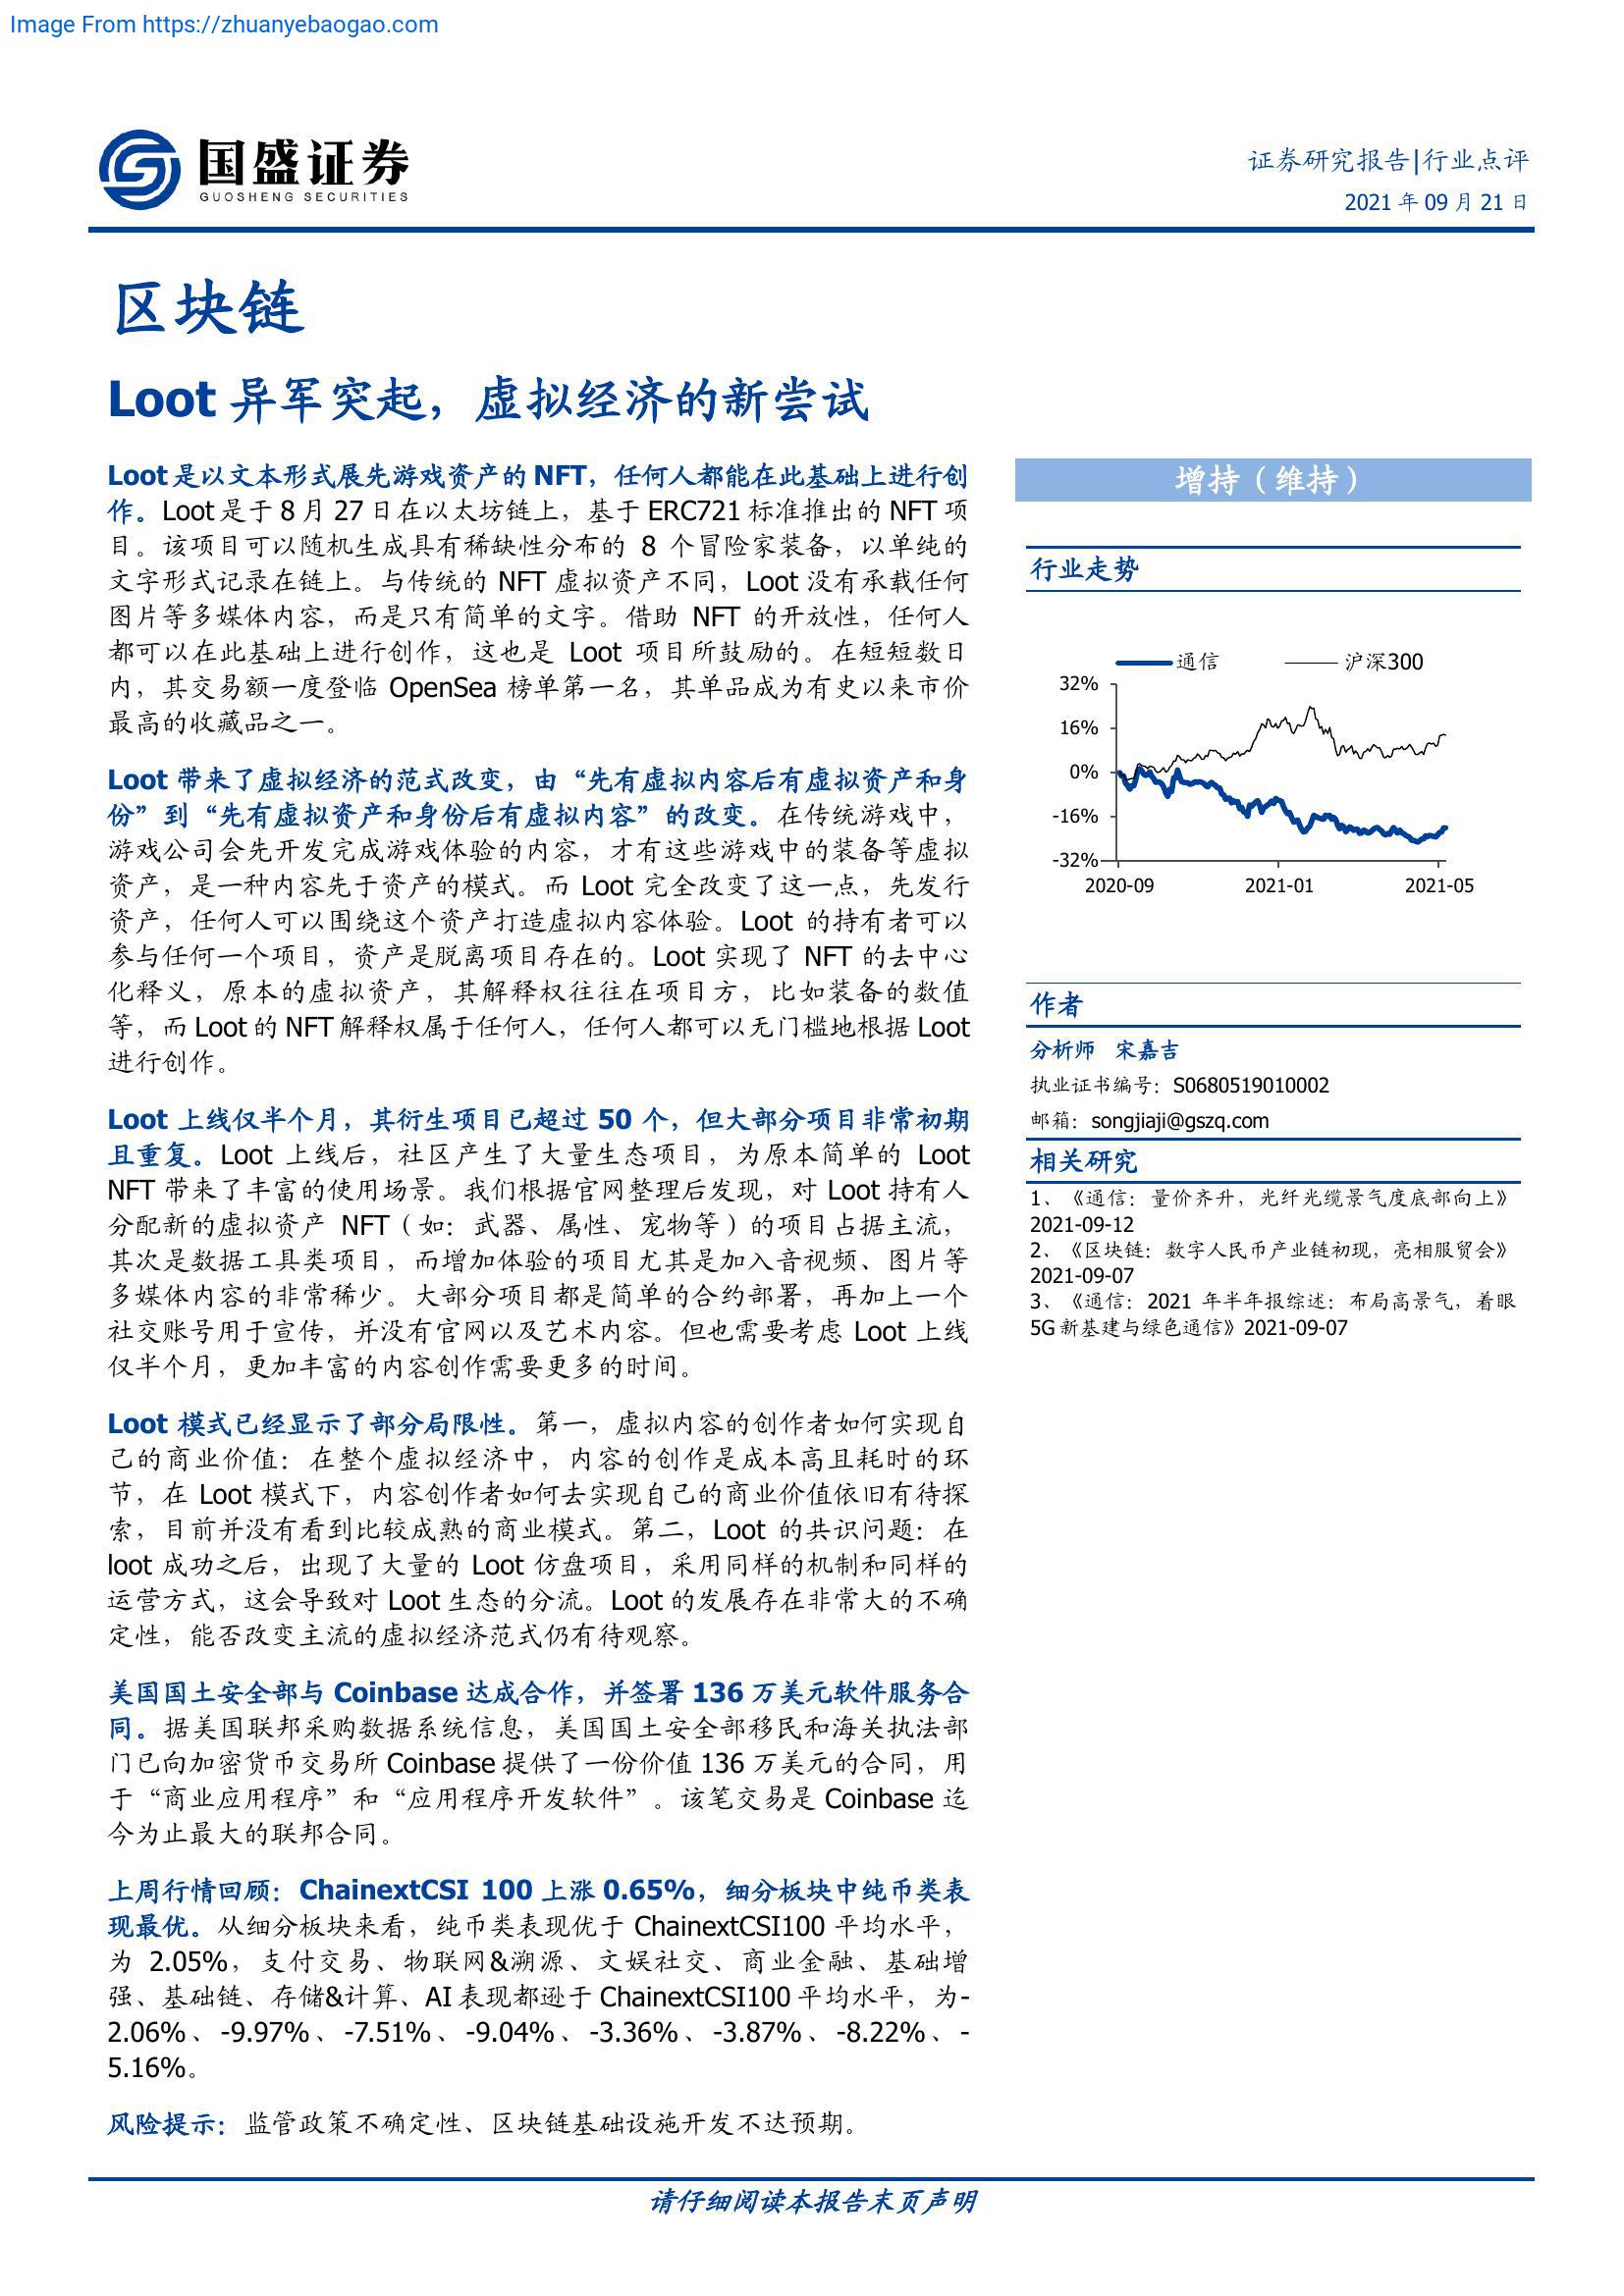 Image From https://zhuanyebaogao.com
国盛证券
GUOSHENG SECURITIES
证券研究报告|行业点评
2021 年 09 月 21 日
区块链
Loot 异军突起，虚拟经济的新尝试
Loot 是以文本形式展先游戏资产的 NFT，任何人都能在此基础上进行创
作。Loot 是于 8 月 27 日在以太坊链上，基于 ERC721 标准推出的 NFT 项
目。该项目可以随机生成具有稀缺性分布的 8 个冒险家装备，以单纯的
文字形式记录在链上。与传统的 NFT 虚拟资产不同，Loot 没有承载任何
图片等多媒体内容，而是只有简单的文字。借助 NFT 的开放性，任何人
都可以在此基础上进行创作，这也是 Loot 项目所鼓励的。在短短数日
内，其交易额一度登临 OpenSea 榜单第一名，其单品成为有史以来市价
最高的收藏品之一。
Loot 带来了虚拟经济的范式改变，由“先有虚拟内容后有虚拟资产和身
份”到“先有虚拟资产和身份后有虚拟内容”的改变。在传统游戏中，
游戏公司会先开发完成游戏体验的内容，才有这些游戏中的装备等虚拟
资产，是一种内容先于资产的模式。而 Loot 完全改变了这一点，先发行
资产，任何人可以围绕这个资产打造虚拟内容体验。Loot 的持有者可以
参与任何一个项目，资产是脱离项目存在的。Loot 实现了 NFT 的去中心
化释义，原本的虚拟资产，其解释权往往在项目方，比如装备的数值
等，而 Loot 的 NFT 解释权属于任何人，任何人都可以无门槛地根据 Loot
进行创作。
Loot 上线仅半个月，其衍生项目已超过 50 个，但大部分项目非常初期
且重复。Loot 上线后，社区产生了大量生态项目，为原本简单的 Loot
NFT 带来了丰富的使用场景。我们根据官网整理后发现，对 Loot 持有人
分配新的虚拟资产 NFT（如：武器、属性、宠物等）的项目占据主流，
其次是数据工具类项目，而增加体验的项目尤其是加入音视频、图片等
多媒体内容的非常稀少。大部分项目都是简单的合约部署，再加上一个
社交账号用于宣传，并没有官网以及艺术内容。但也需要考虑 Loot 上线
仅半个月，更加丰富的内容创作需要更多的时间。
Loot 模式已经显示了部分局限性。第一，虚拟内容的创作者如何实现自
己的商业价值：在整个虚拟经济中，内容的创作是成本高且耗时的环
节，在 Loot 模式下，内容创作者如何去实现自己的商业价值依旧有待探
索，目前并没有看到比较成熟的商业模式。第二，Loot 的共识问题：在
loot 成功之后，出现了大量的 Loot 仿盘项目，采用同样的机制和同样的
运营方式，这会导致对 Loot 生态的分流。Loot 的发展存在非常大的不确
定性，能否改变主流的虚拟经济范式仍有待观察。
美国国土安全部与 Coinbase 达成合作，并签署 136 万美元软件服务合
同。据美国联邦采购数据系统信息，美国国土安全部移民和海关执法部
门已向加密货币交易所 Coinbase 提供了一份价值 136 万美元的合同，用
于“商业应用程序”和“应用程序开发软件”。该笔交易是 Coinbase 迄
今为止最大的联邦合同。
上周行情回顾：ChainextCSI 100 上涨 0.65%，细分板块中纯币类表
现最优。从细分板块来看，纯币类表现优于 ChainextCSI100 平均水平，
为 2.05%，支付交易、物联网&溯源、文娱社交、商业金融、基础增
强、基础链、存储&计算、AI 表现都逊于 ChainextCSI100 平均水平，为-
2.06%、-9.97%、-7.51%、-9.04%、-3.36%、-3.87%、-8.22%、-
5.16%。
风险提示：监管政策不确定性、区块链基础设施开发不达预期。
增持（维持）
行业走势
通信 沪深300
32%
16%
0%
-16%
-32%
2020-09 2021-01 2021-05
作者
分析师 宋嘉吉
执业证书编号：S0680519010002
邮箱：songjiaji@gszq.com
相关研究
1、《通信：量价齐升，光纤光缆景气度底部向上》
2021-09-12
2、《区块链：数字人民币产业链初现，亮相服贸会》
2021-09-07
3、《通信：2021 年半年报综述：布局高景气，着眼
5G 新基建与绿色通信》2021-09-07
请仔细阅读本报告末页声明